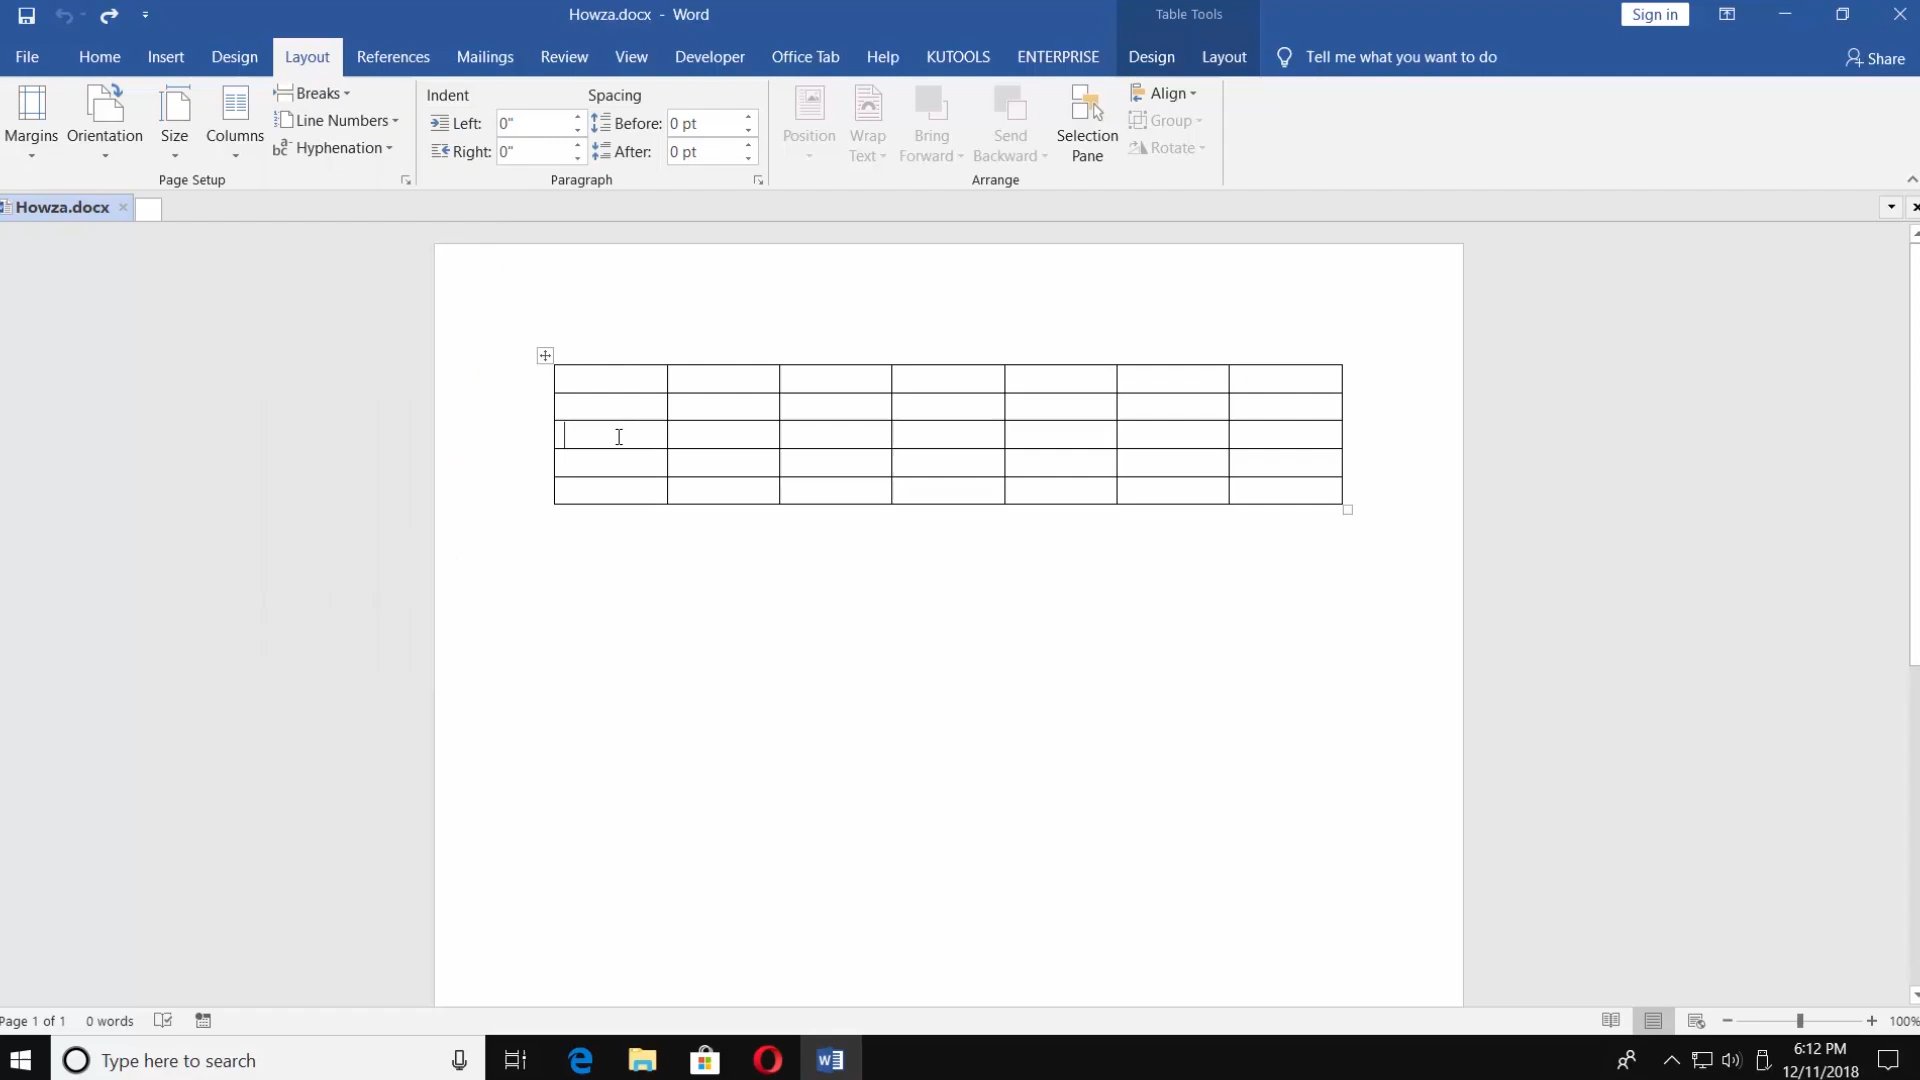 Howza.docx - Word
Table Tools
Sign in
File Home Insert Design Layout References Mailings Review View Developer Office Tab Help KUTOOLS ENTERPRISE Design Layout Tell me what you want to do Share
Margins
Orientation
Size
Columns
Breaks
Line Numbers
Hyphenation
Page Setup
Indent
Left: 0"
Right: 0"
Spacing
Before: 0 pt
After: 0 pt
Paragraph
Position
Wrap
Text
Bring
Forward
Send
Backward
Selection
Pane
Align
Group
Rotate
Arrange
Howza.docx
Page 1 of 1 0 words
100%
Type here to search
6:12 PM
12/11/2018